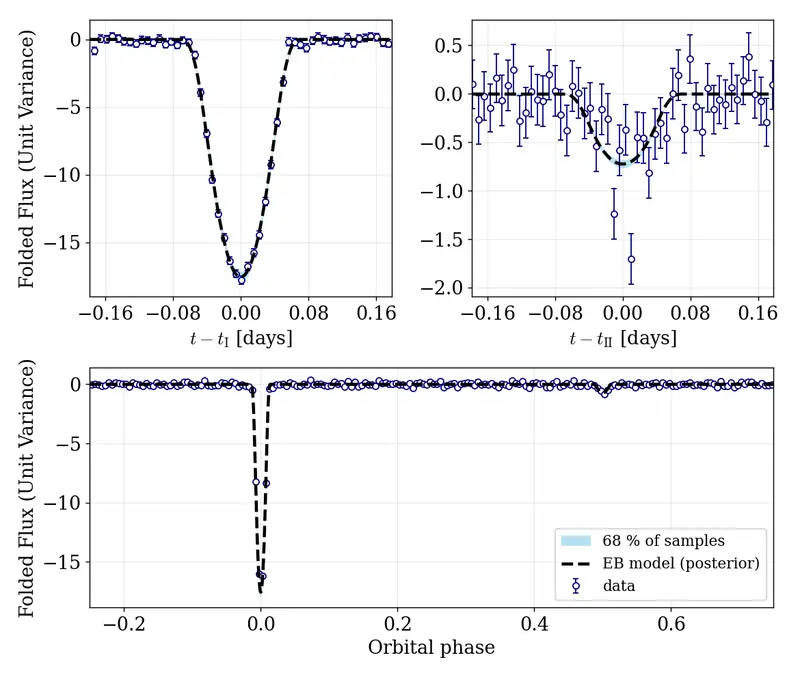 Folded Flux (Unit Variance)
0
−5
−10
−15
−0.16 −0.08 0.00 0.08 0.16
t − tI [days]
0.5
0.0
−0.5
−1.0
−1.5
−2.0
−0.16 −0.08 0.00 0.08 0.16
t − tII [days]
Folded Flux (Unit Variance)
0
−5
−10
−15
68 % of samples
EB model (posterior)
data
−0.2 0.0 0.2 0.4 0.6
Orbital phase